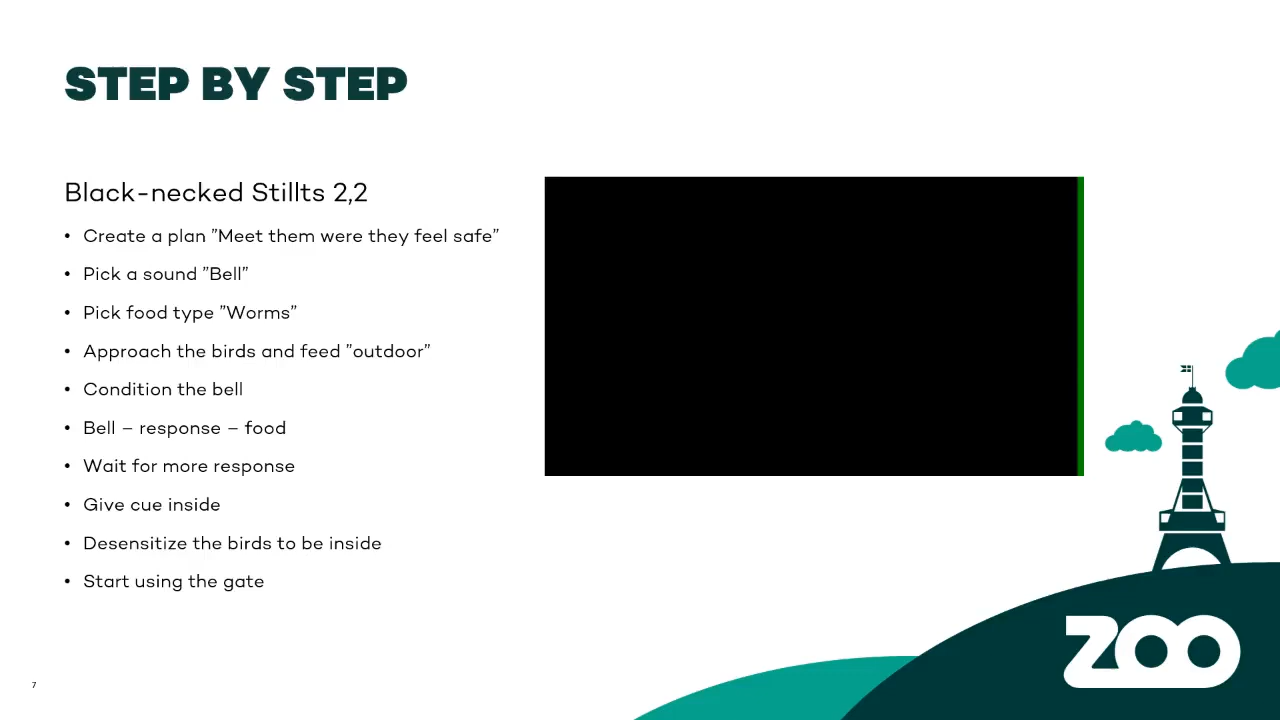 STEP BY STEP
Black-necked Stillts 2,2
• Create a plan ”Meet them were they feel safe”
• Pick a sound ”Bell”
• Pick food type ”Worms”
• Approach the birds and feed ”outdoor”
• Condition the bell
• Bell – response – food
• Wait for more response
• Give cue inside
• Desensitize the birds to be inside
• Start using the gate
ZOO
7